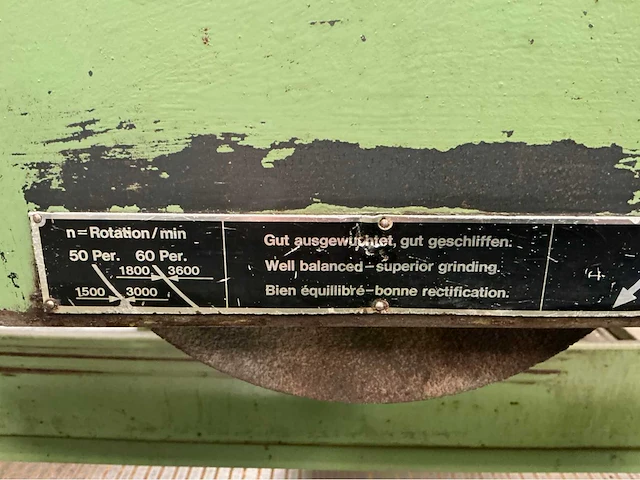 n=Rotation/min
50 Per. 60 Per.
1800 3600
1500 3000
Gut ausgewuchtet, gut geschliffen.
Well balanced–superior grinding.
Bien équillibré–bonne rectification.
+